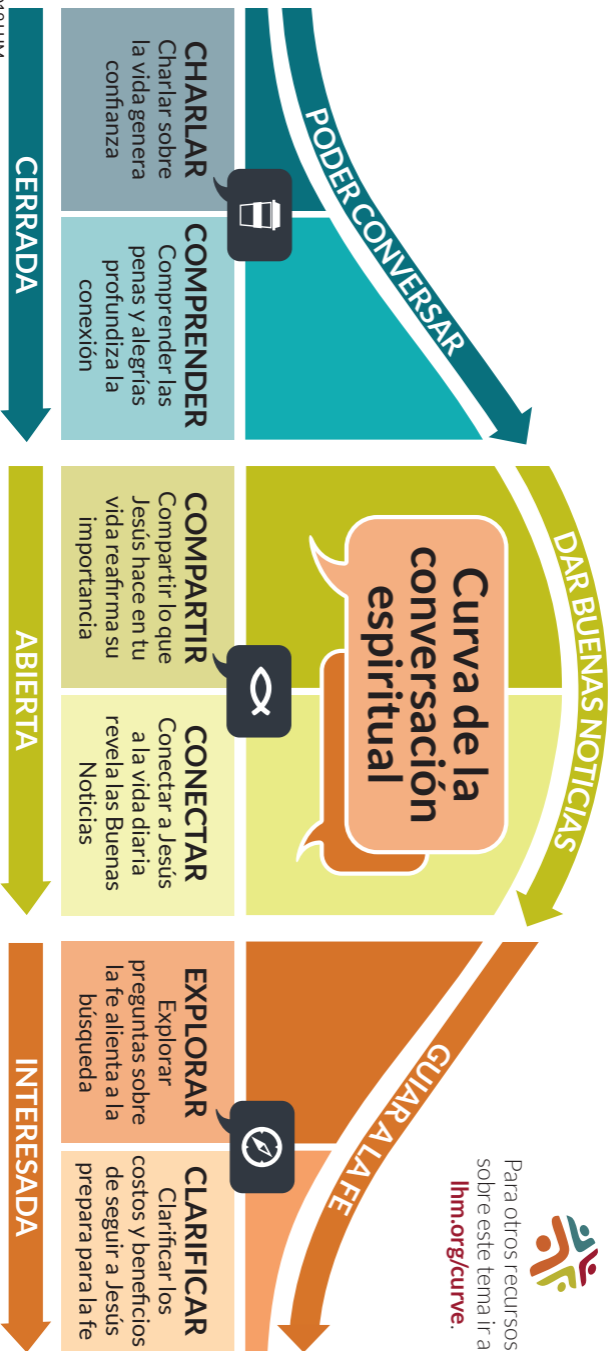 Para otros recursos
sobre este tema ir a
lhm.org/curve.
PODER CONVERSAR
DAR BUENAS NOTICIAS
GUIAR A LA FE
Curva de la
conversación
espiritual
CHARLAR
Charlar sobre
la vida genera
confianza
COMPRENDER
Comprender las
penas y alegrías
profundiza la
conexión
COMPARTIR
Compartir lo que
Jesús hace en tu
vida reafirma su
importancia
CONECTAR
Conectar a Jesús
a la vida diaria
revela las Buenas
Noticias
EXPLORAR
Explorar
preguntas sobre
la fe alienta a la
búsqueda
CLARIFICAR
Clarificar los
costos y beneficios
de seguir a Jesús
prepara para la fe
CERRADA
ABIERTA
INTERESADA